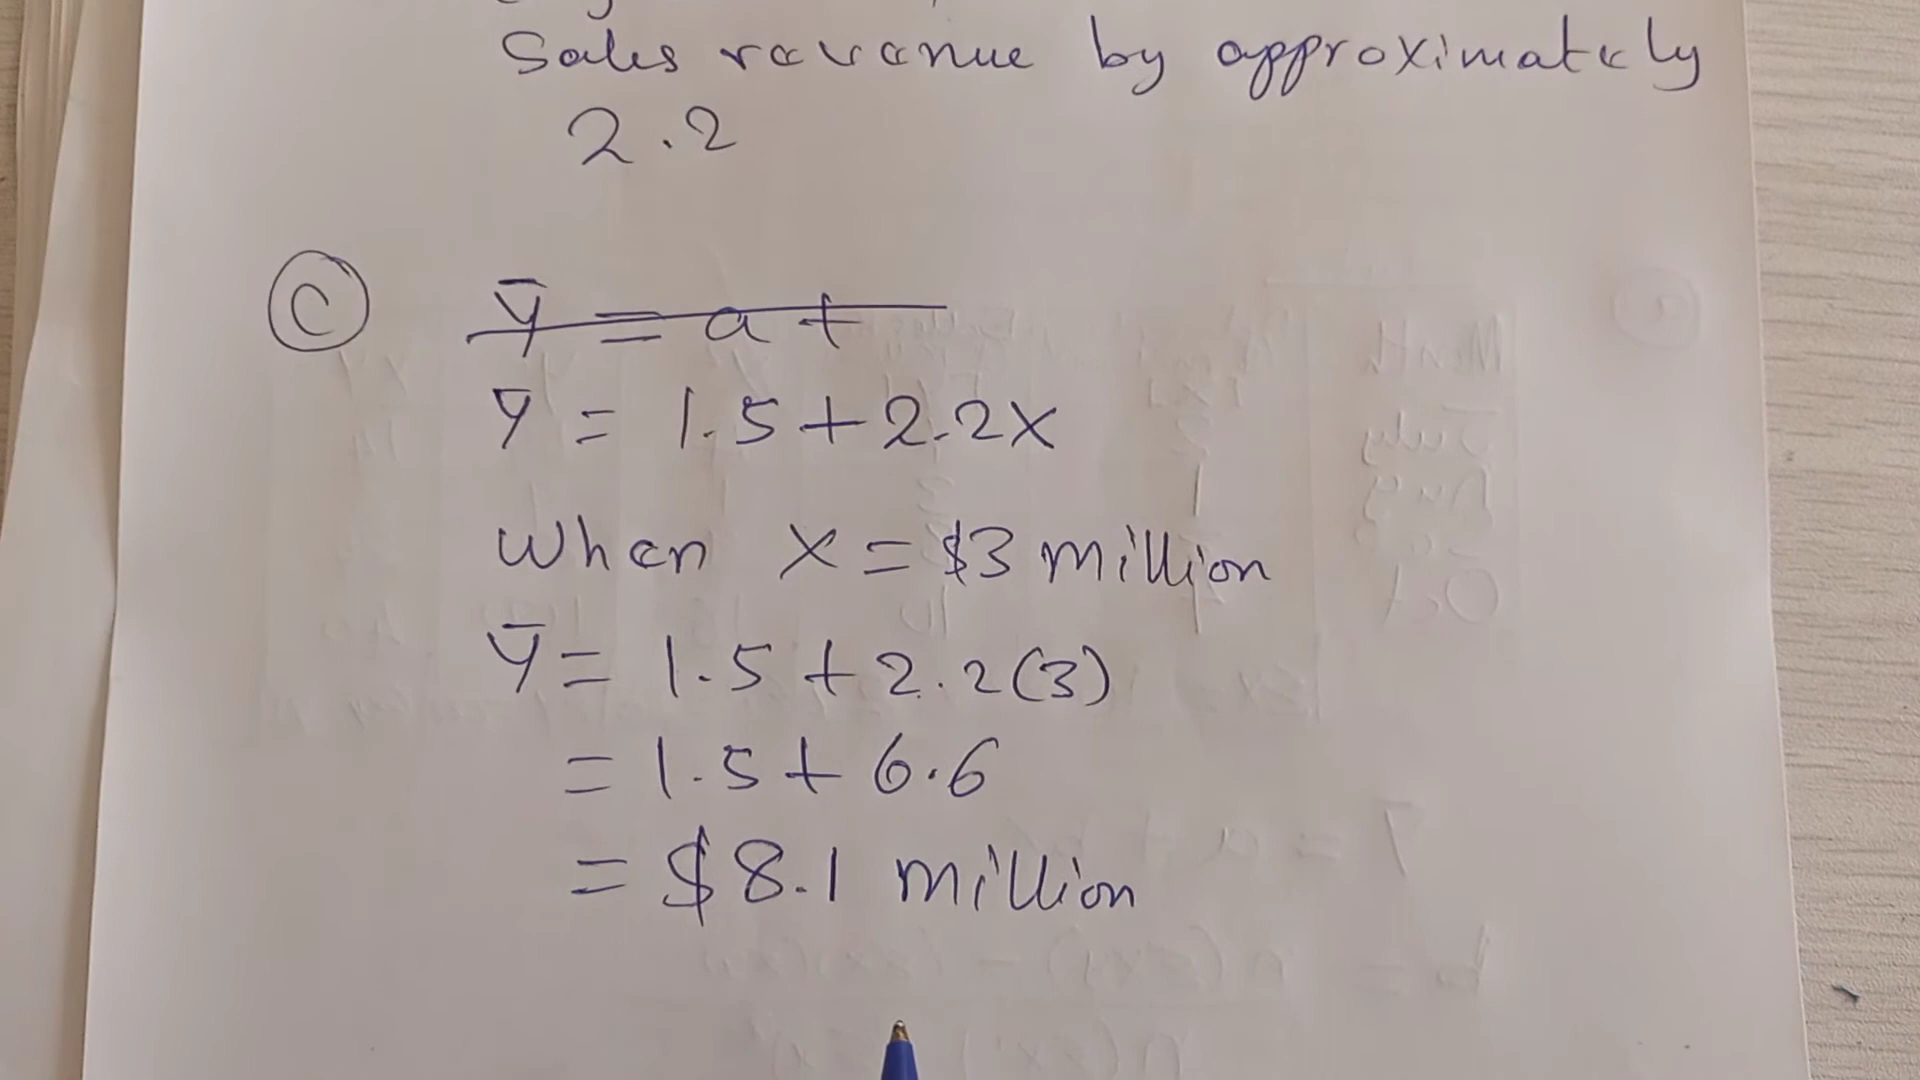 Sales revenue by approximately
2.2
C
ȳ = a +
ȳ = 1.5 + 2.2x
When x = $3 million
ȳ = 1.5 + 2.2(3)
= 1.5 + 6.6
= $8.1 million